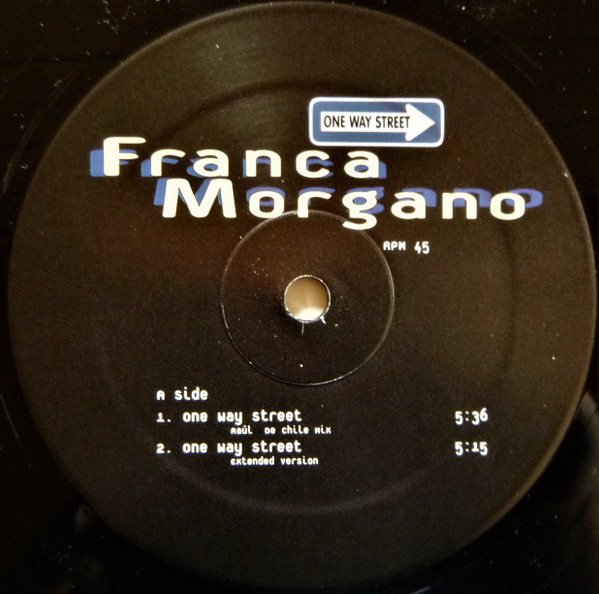 ONE WAY STREET
Franca
Morgano
RPM 45
A side
1. one way street 5:36
Raúl De chile mix
2. one way street 5:15
extended version